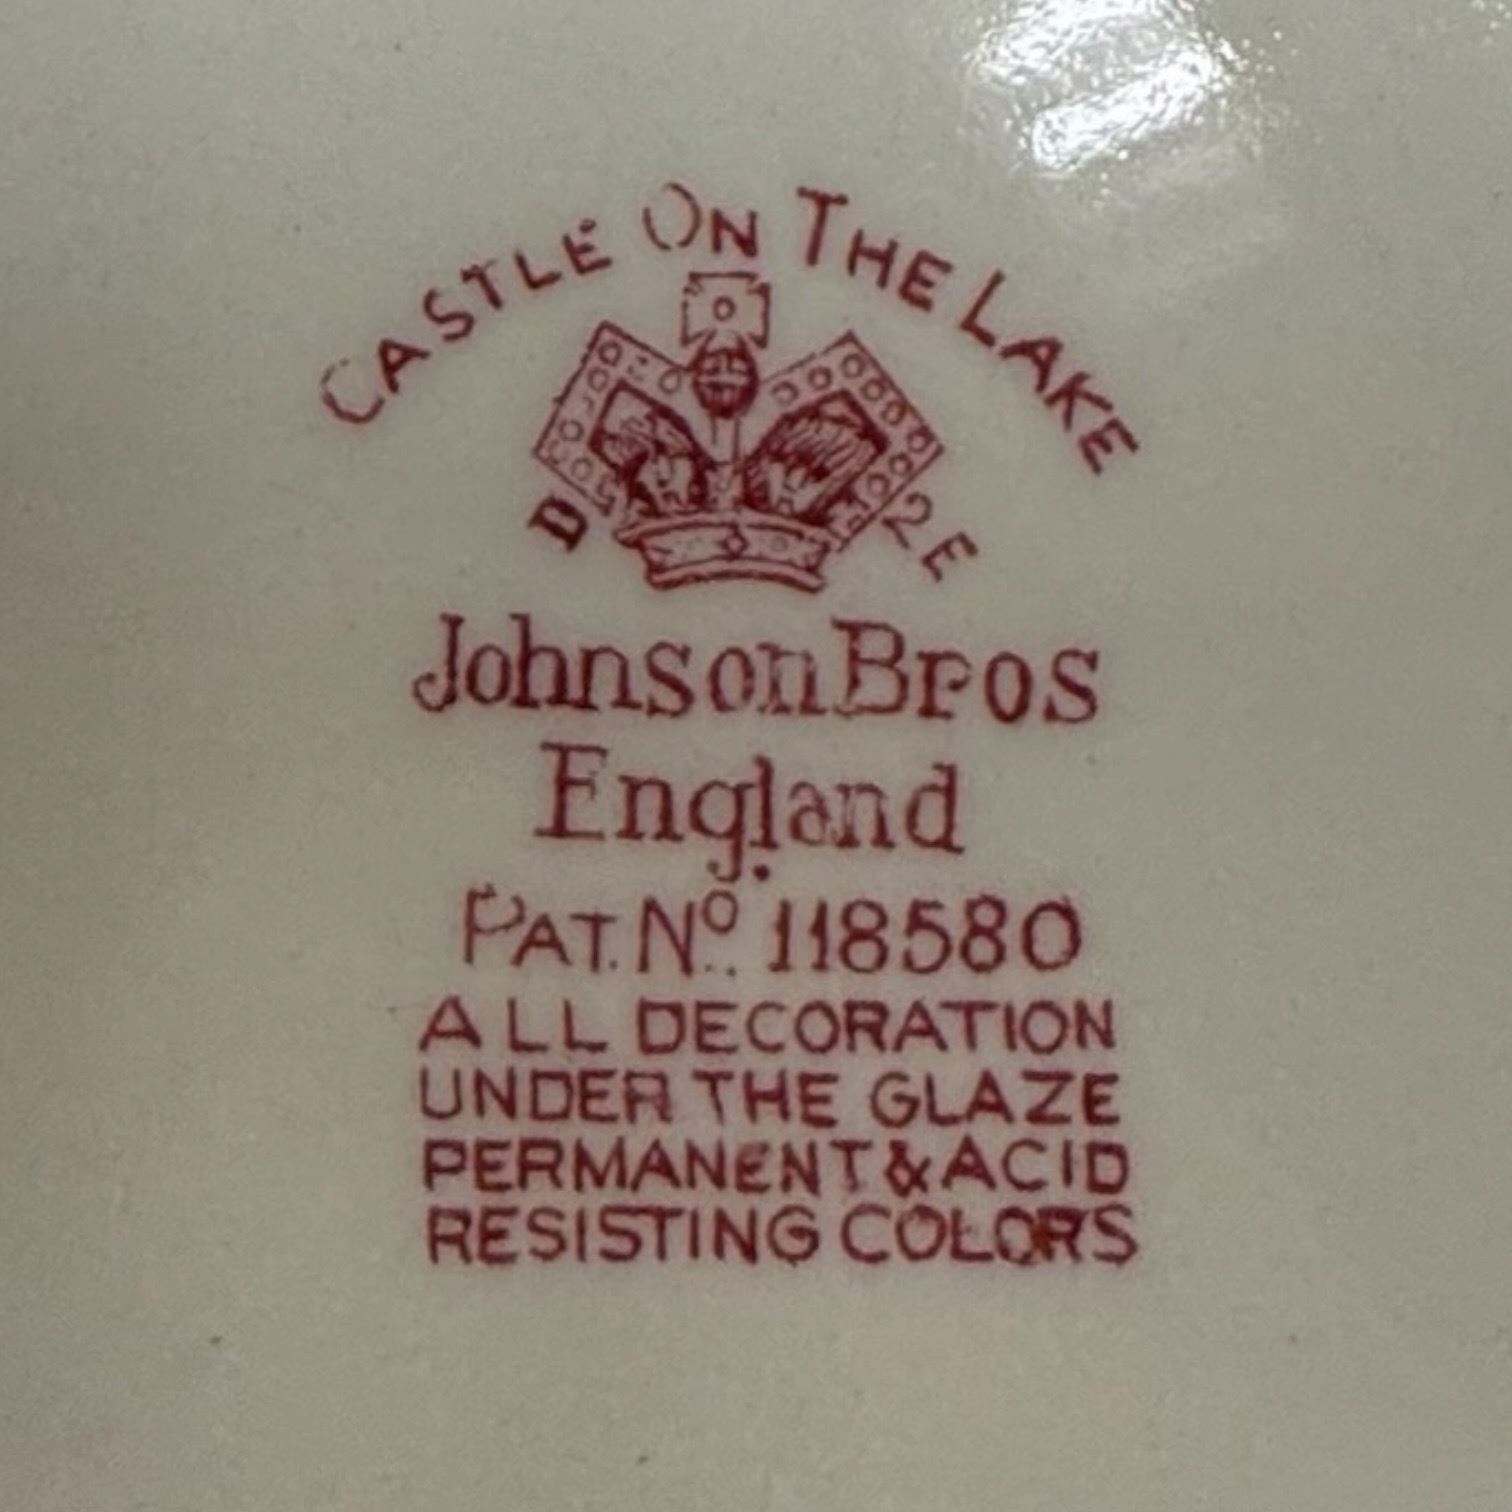 CASTLE ON THE LAKE
D 2E
Johnson Bros
England
PAT. Nº. 118580
ALL DECORATION
UNDER THE GLAZE
PERMANENT & ACID
RESISTING COLORS